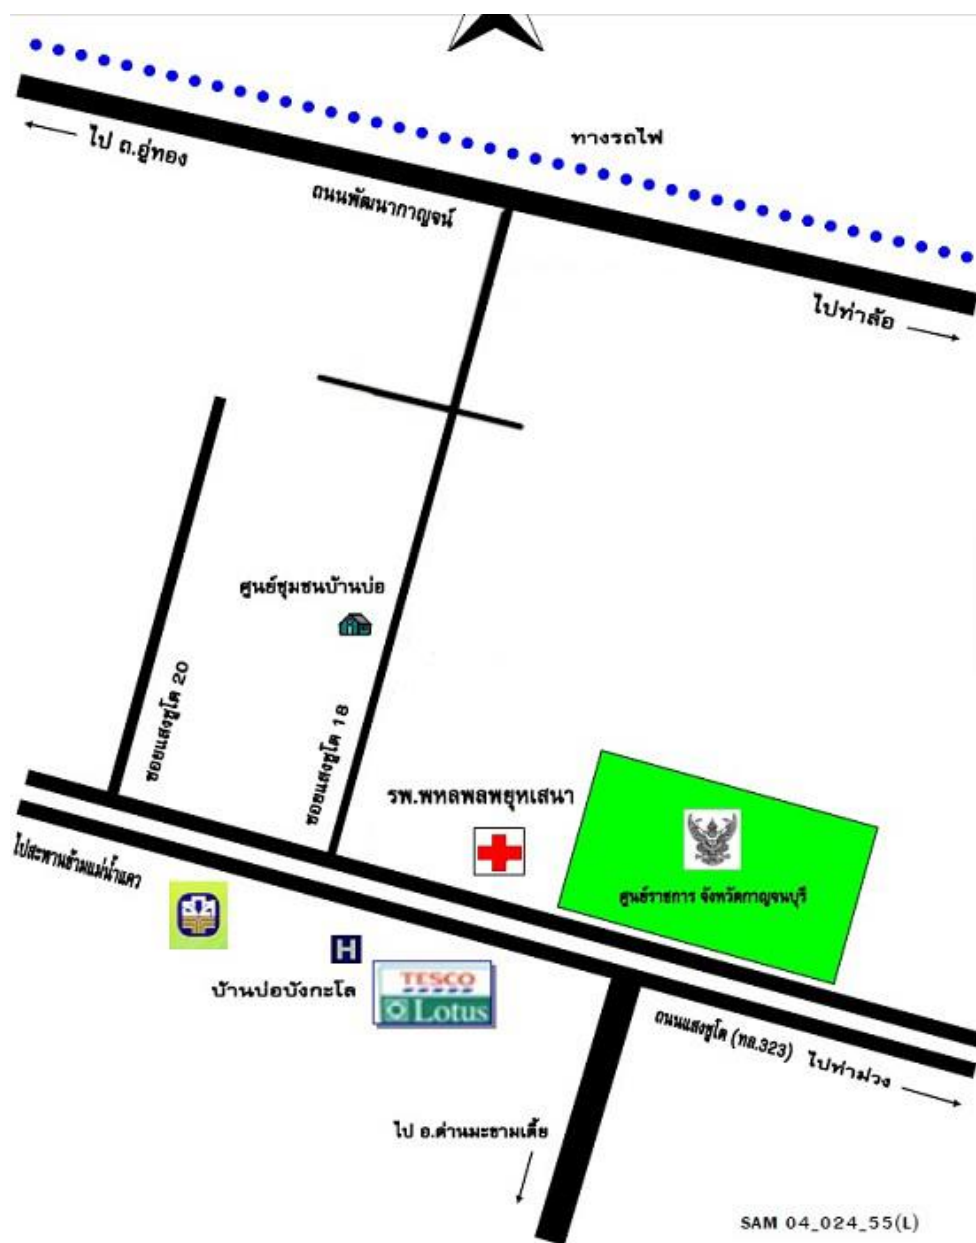 ทางรถไฟ
ไป ถ.อู่ทอง
ถนนพัฒนากาญจน์
ไปท่าล้อ
ศูนย์ชุมชนบ้านบ่อ
ซอยแสงชูโต 20
ซอยแสงชูโต 18
รพ.พหลพลพยุหเสนา
ไปสะพานข้ามแม่น้ำแคว
ศูนย์ราชการ จังหวัดกาญจนบุรี
H
บ้านบ่อบังกะโล
TESCO
Lotus
ถนนแสงชูโต (ทล.323)
ไปท่าม่วง
ไป อ.ด่านมะขามเตี้ย
SAM 04_024_55(L)